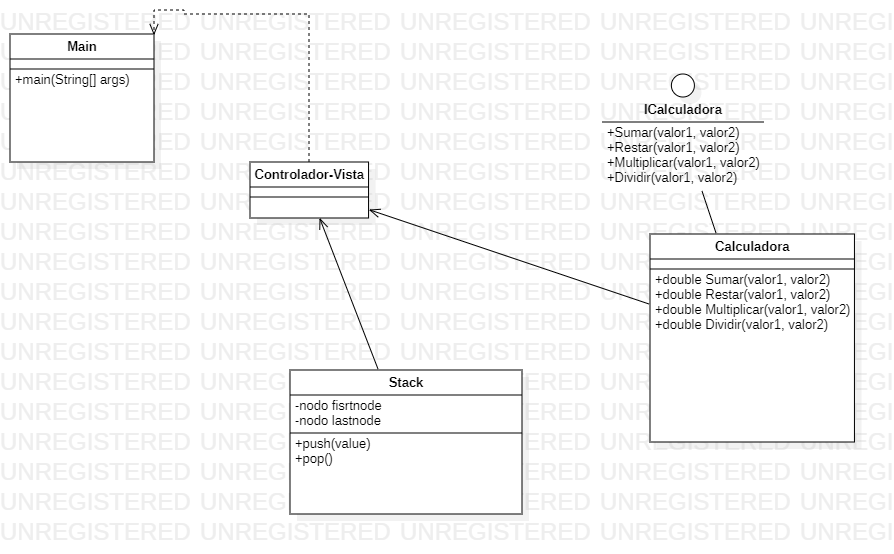 Main
+main(String[] args)
ICalculadora
+Sumar(valor1, valor2)
+Restar(valor1, valor2)
+Multiplicar(valor1, valor2)
+Dividir(valor1, valor2)
Controlador-Vista
Calculadora
+double Sumar(valor1, valor2)
+double Restar(valor1, valor2)
+double Multiplicar(valor1, valor2)
+double Dividir(valor1, valor2)
Stack
-nodo fisrtnode
-nodo lastnode
+push(value)
+pop()
UNREGISTERED